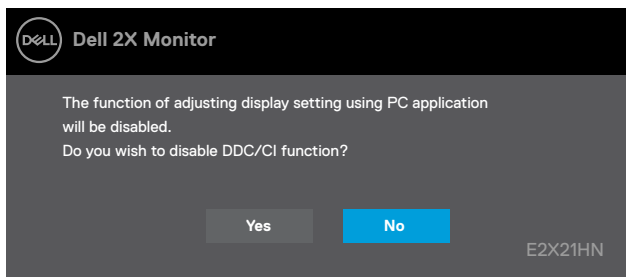 DELL Dell 2X Monitor
The function of adjusting display setting using PC application
will be disabled.
Do you wish to disable DDC/CI function?
Yes No
E2X21HN